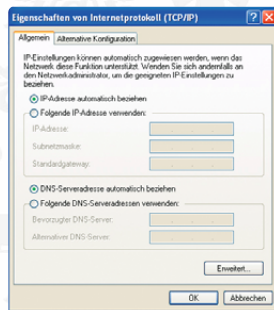 Eigenschaften von Internetprotokoll (TCP/IP)
Allgemein Alternative Konfiguration
IP-Einstellungen können automatisch zugewiesen werden, wenn das
Netzwerk diese Funktion unterstützt. Wenden Sie sich andernfalls an
den Netzwerkadministrator, um die geeigneten IP-Einstellungen zu
beziehen.
IP-Adresse automatisch beziehen
Folgende IP-Adresse verwenden:
IP-Adresse:
Subnetzmaske:
Standardgateway:
DNS-Serveradresse automatisch beziehen
Folgende DNS-Serveradressen verwenden:
Bevorzugter DNS-Server:
Alternativer DNS-Server:
Erweitert...
OK Abbrechen